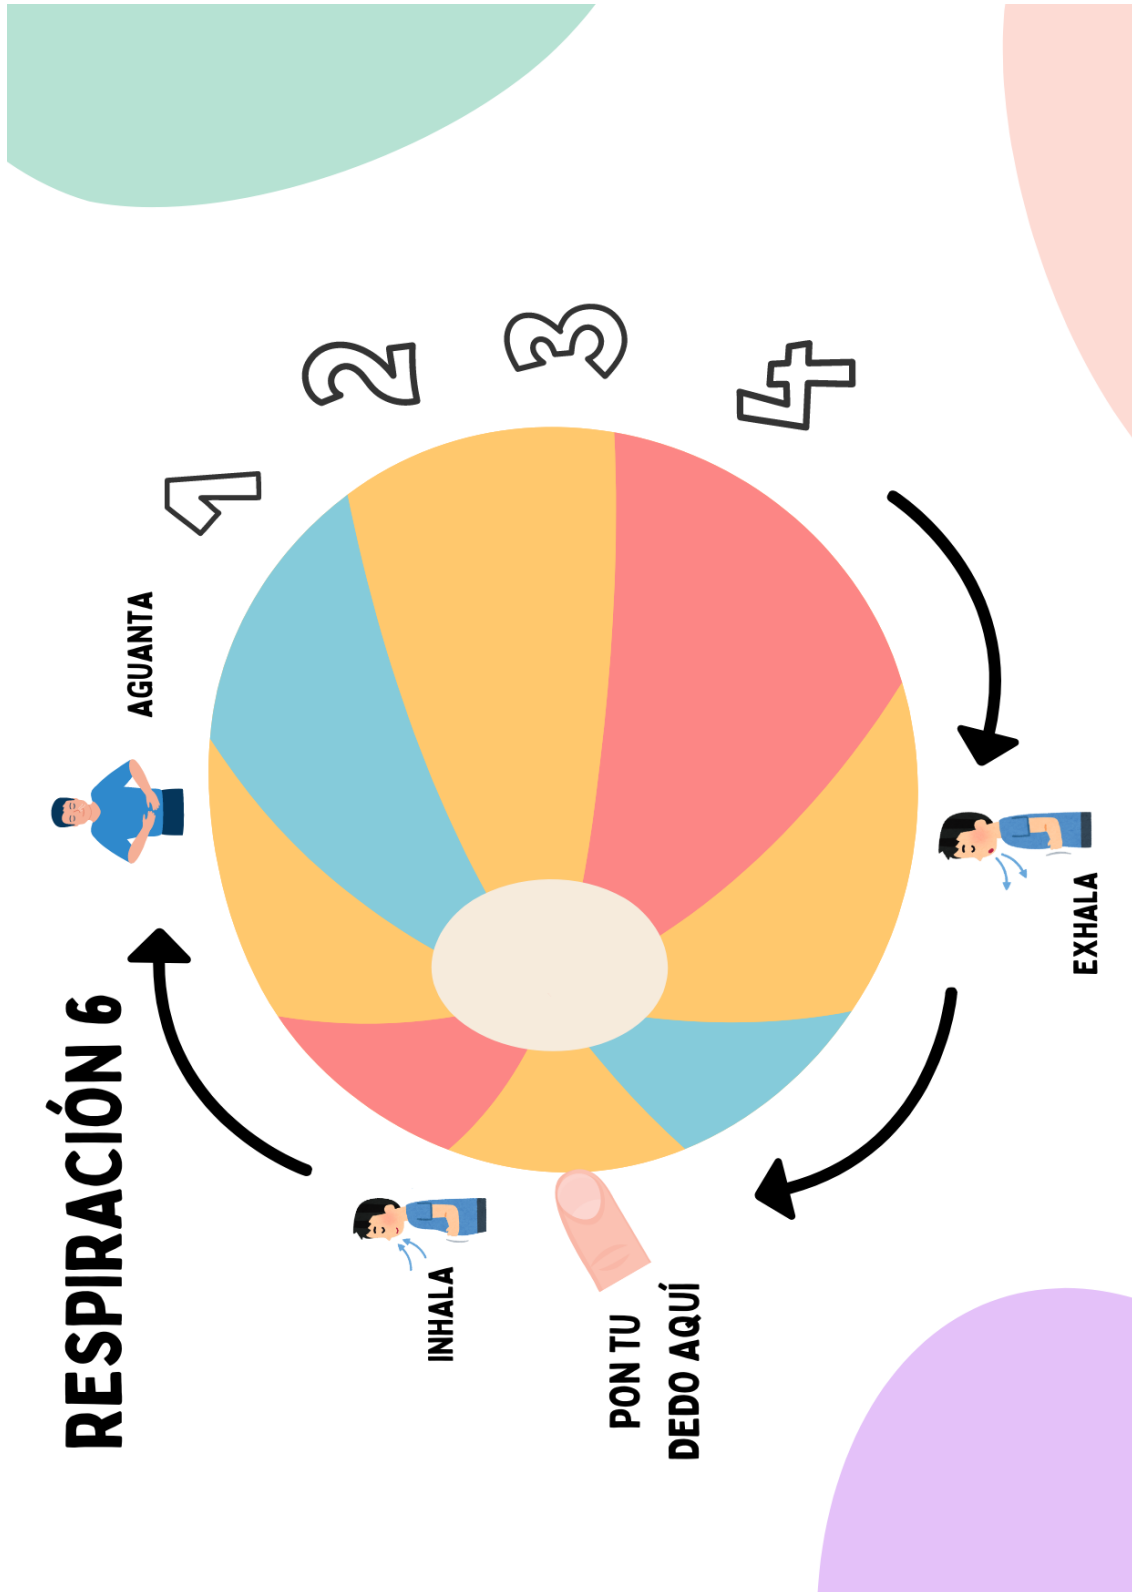 RESPIRACIÓN 6
AGUANTA
1
2
3
4
INHALA
PON TU
DEDO AQUÍ
EXHALA